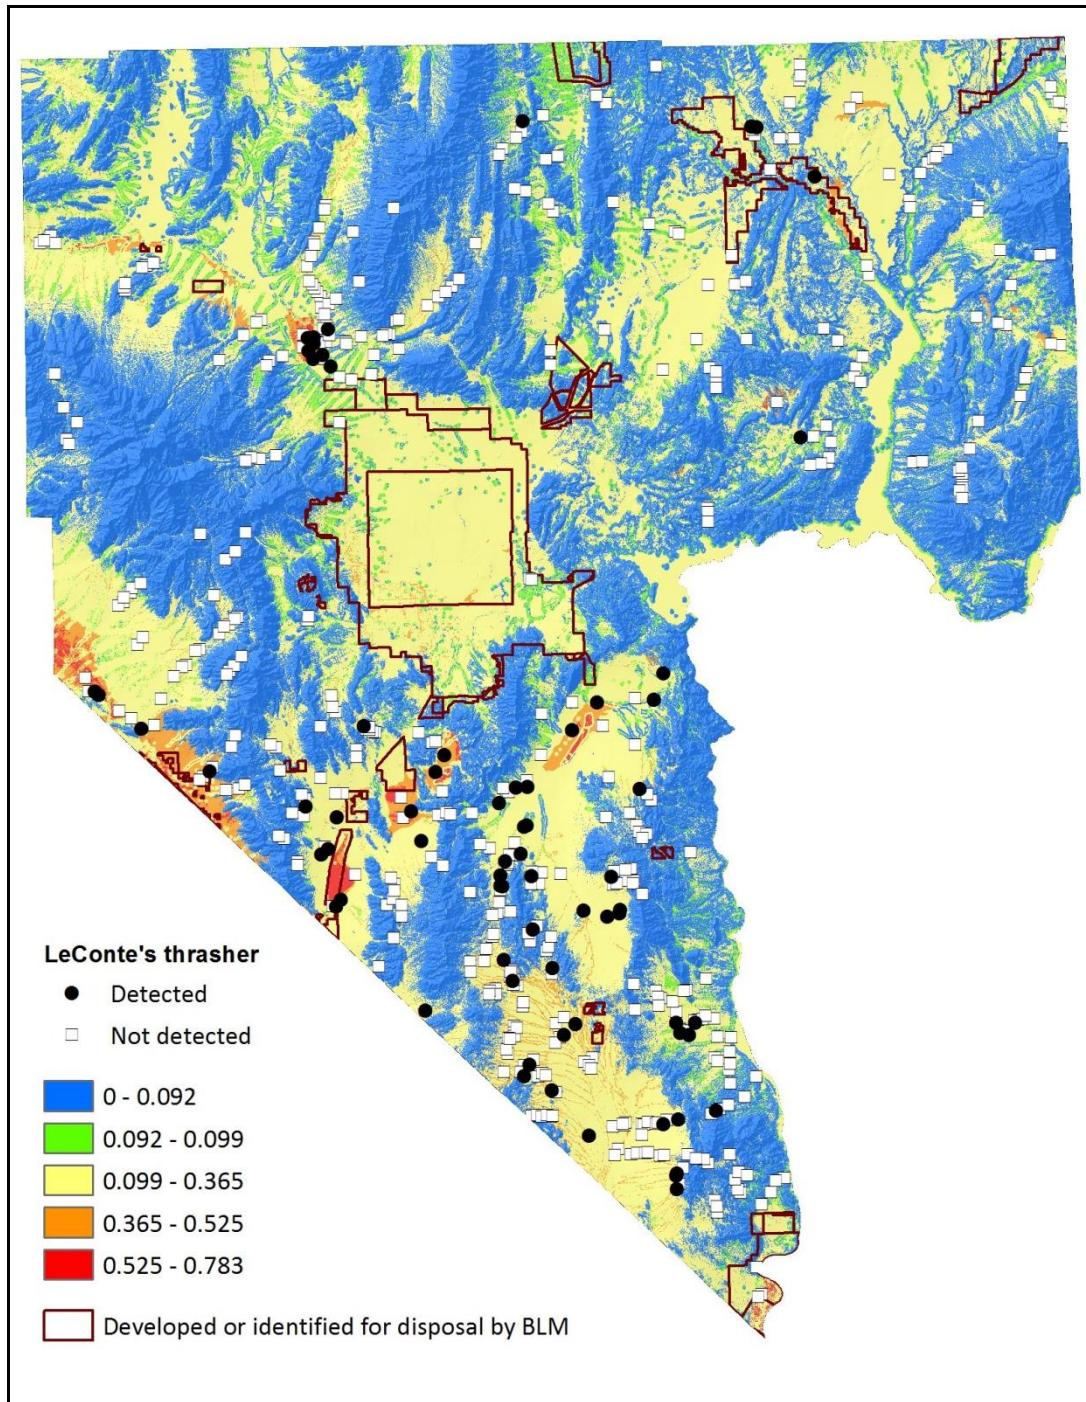 LeConte's thrasher
Detected
Not detected
0 - 0.092
0.092 - 0.099
0.099 - 0.365
0.365 - 0.525
0.525 - 0.783
Developed or identified for disposal by BLM